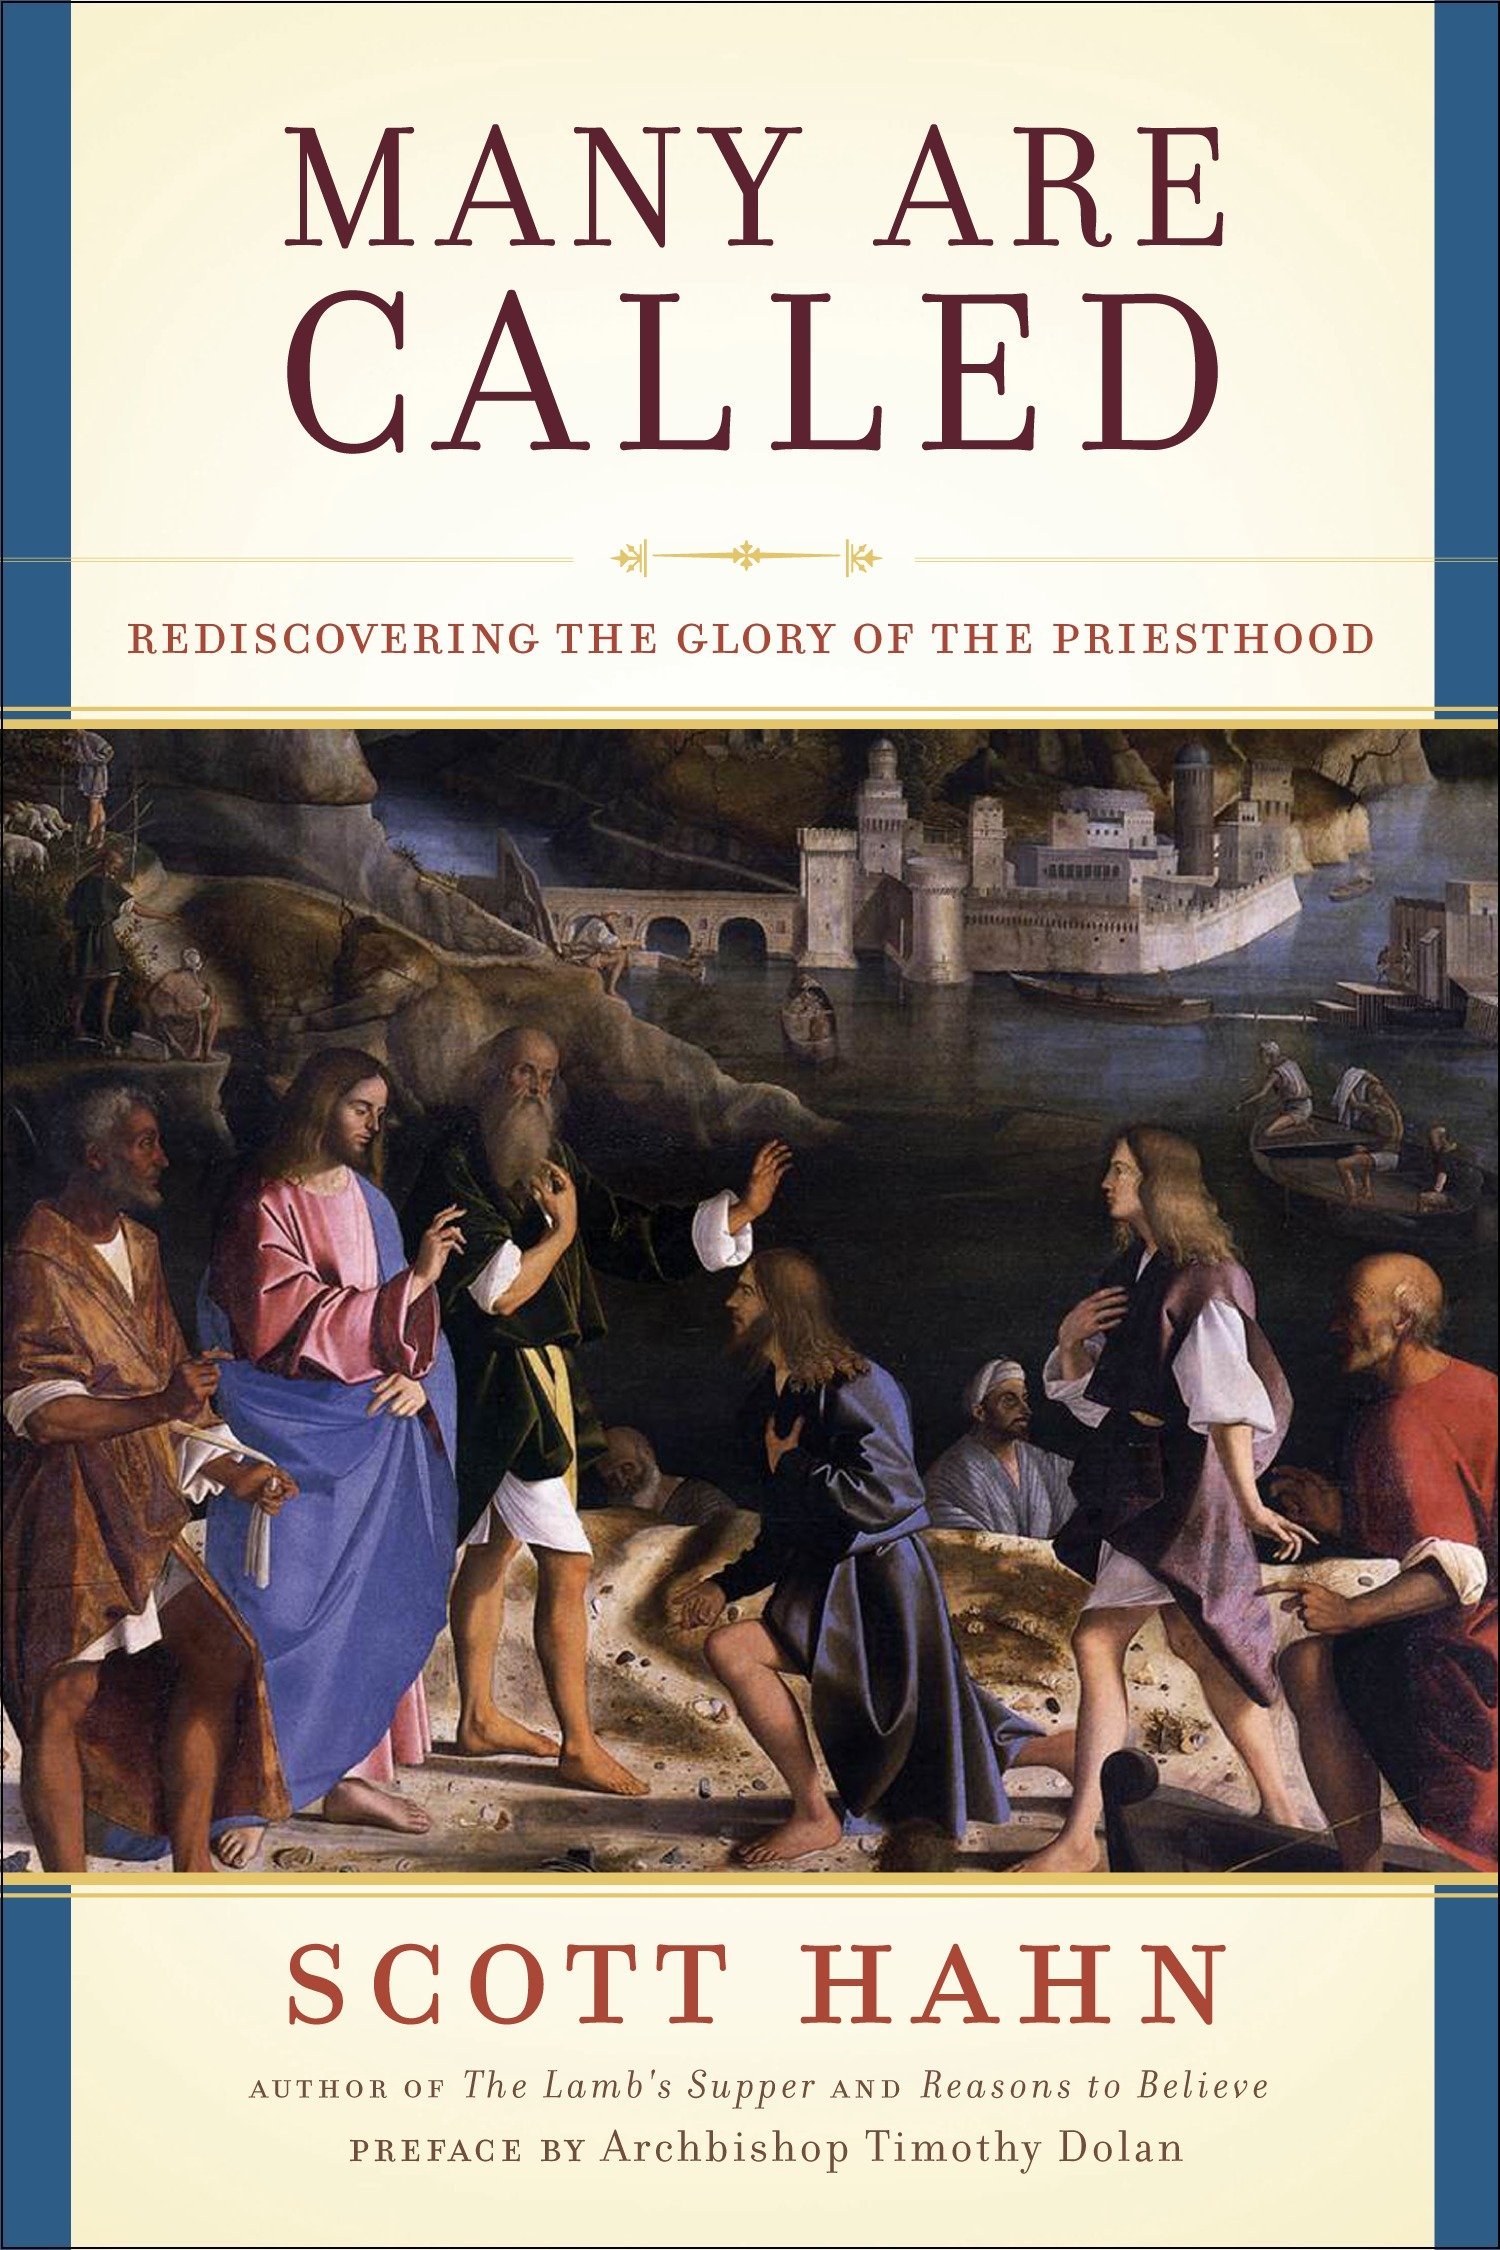 MANY ARE
CALLED
REDISCOVERING THE GLORY OF THE PRIESTHOOD
SCOTT HAHN
AUTHOR OF The Lamb's Supper AND Reasons to Believe
PREFACE BY Archbishop Timothy Dolan